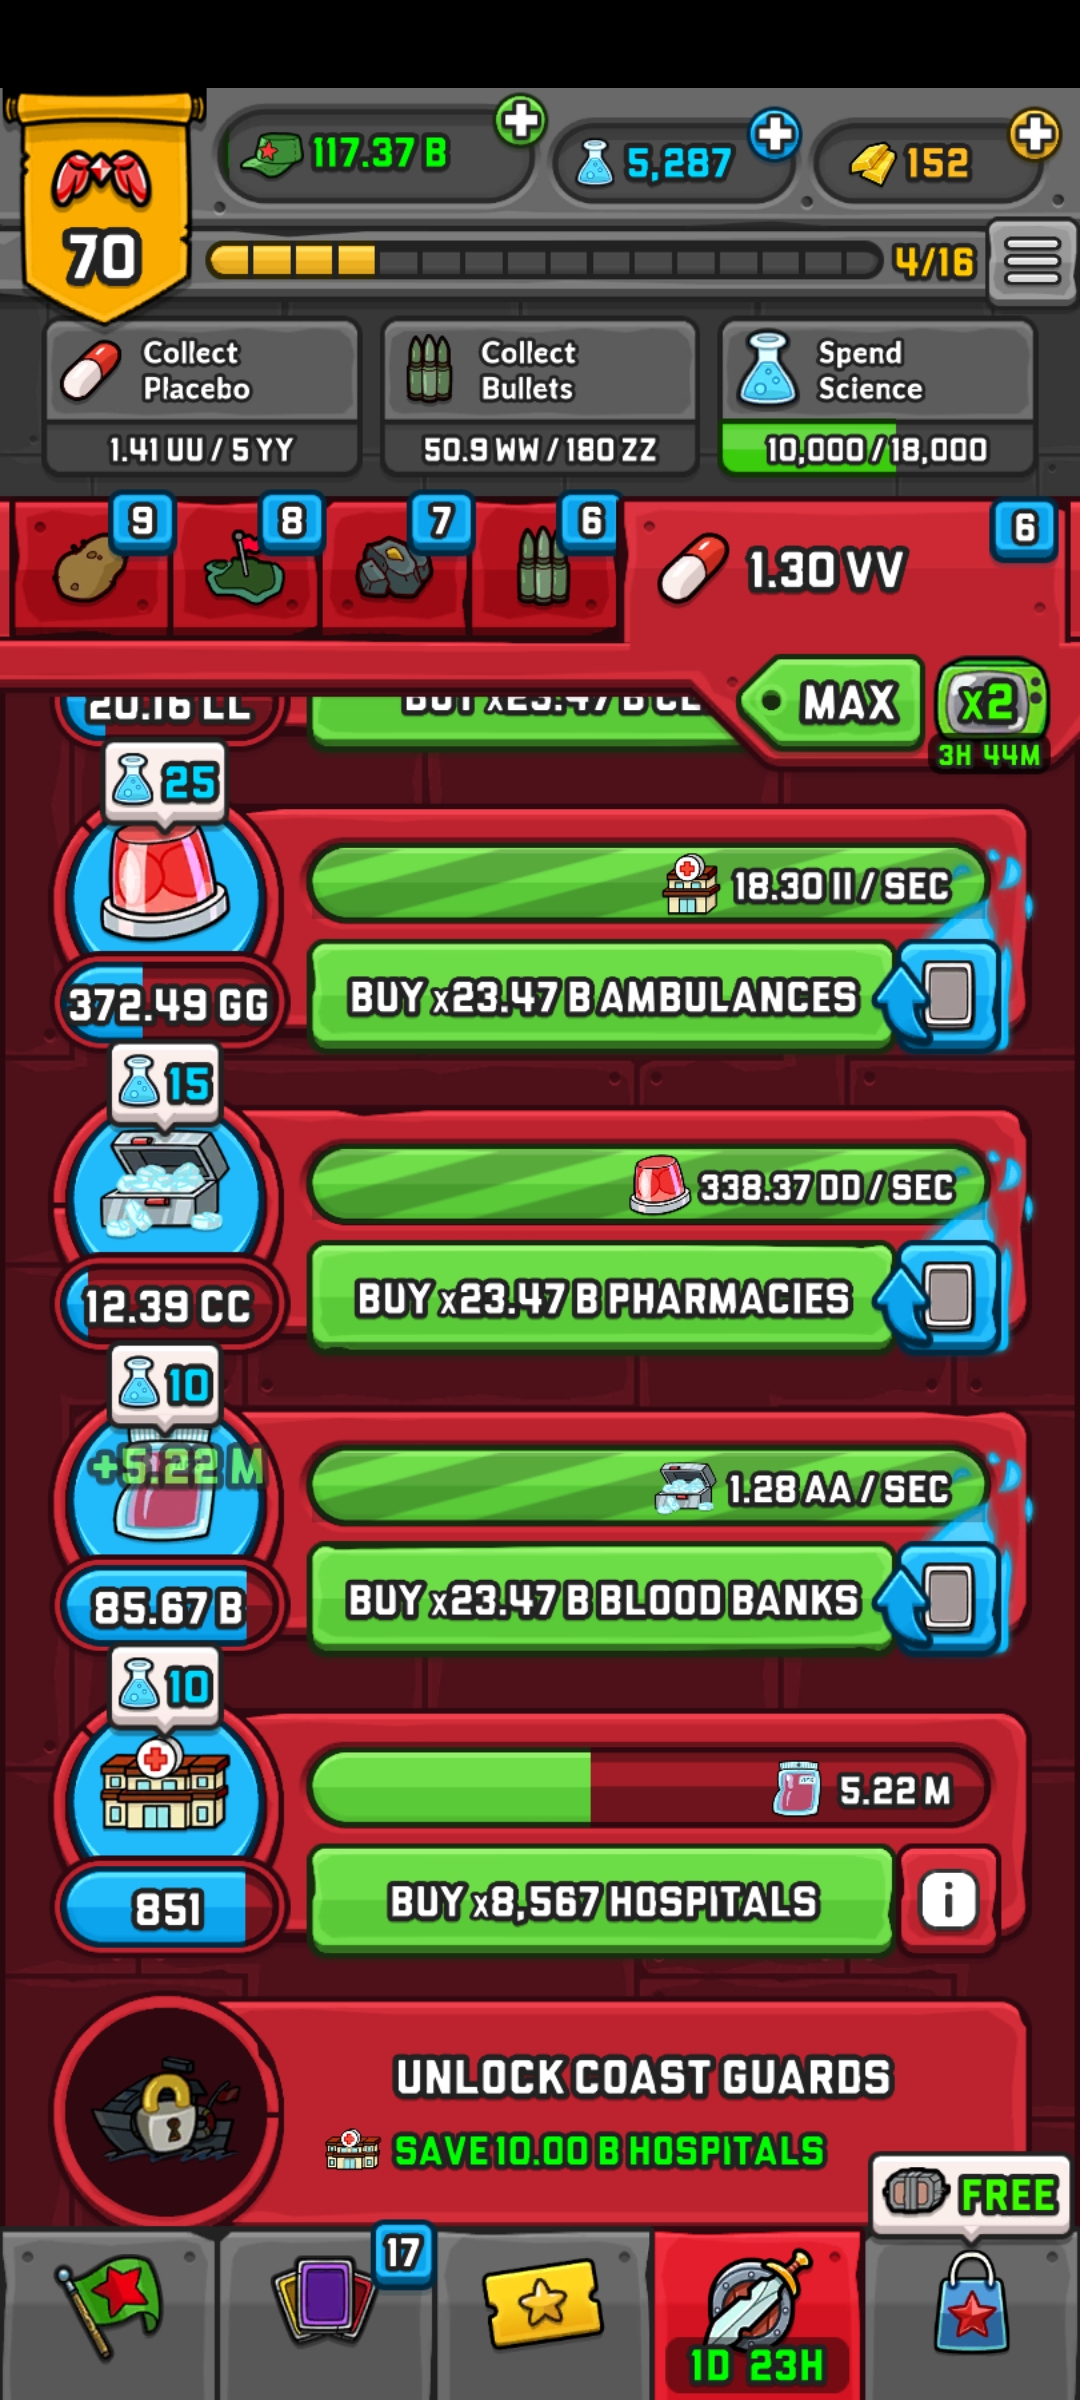 117.37 B
5,287
152
70
4/16
Collect
Placebo
1.41 UU / 5 YY
Collect
Bullets
50.9 WW / 180 ZZ
Spend
Science
10,000 / 18,000
9
8
7
6
1.30 VV
6
MAX
x2
3H 44M
20.16 LL
25
18.30 II / SEC
372.49 GG
BUY x23.47 B AMBULANCES
15
338.37 DD / SEC
12.39 CC
BUY x23.47 B PHARMACIES
10
+5.22 M
1.28 AA / SEC
85.67 B
BUY x23.47 B BLOOD BANKS
10
5.22 M
851
BUY x8,567 HOSPITALS
i
UNLOCK COAST GUARDS
SAVE 10.00 B HOSPITALS
FREE
17
1D 23H